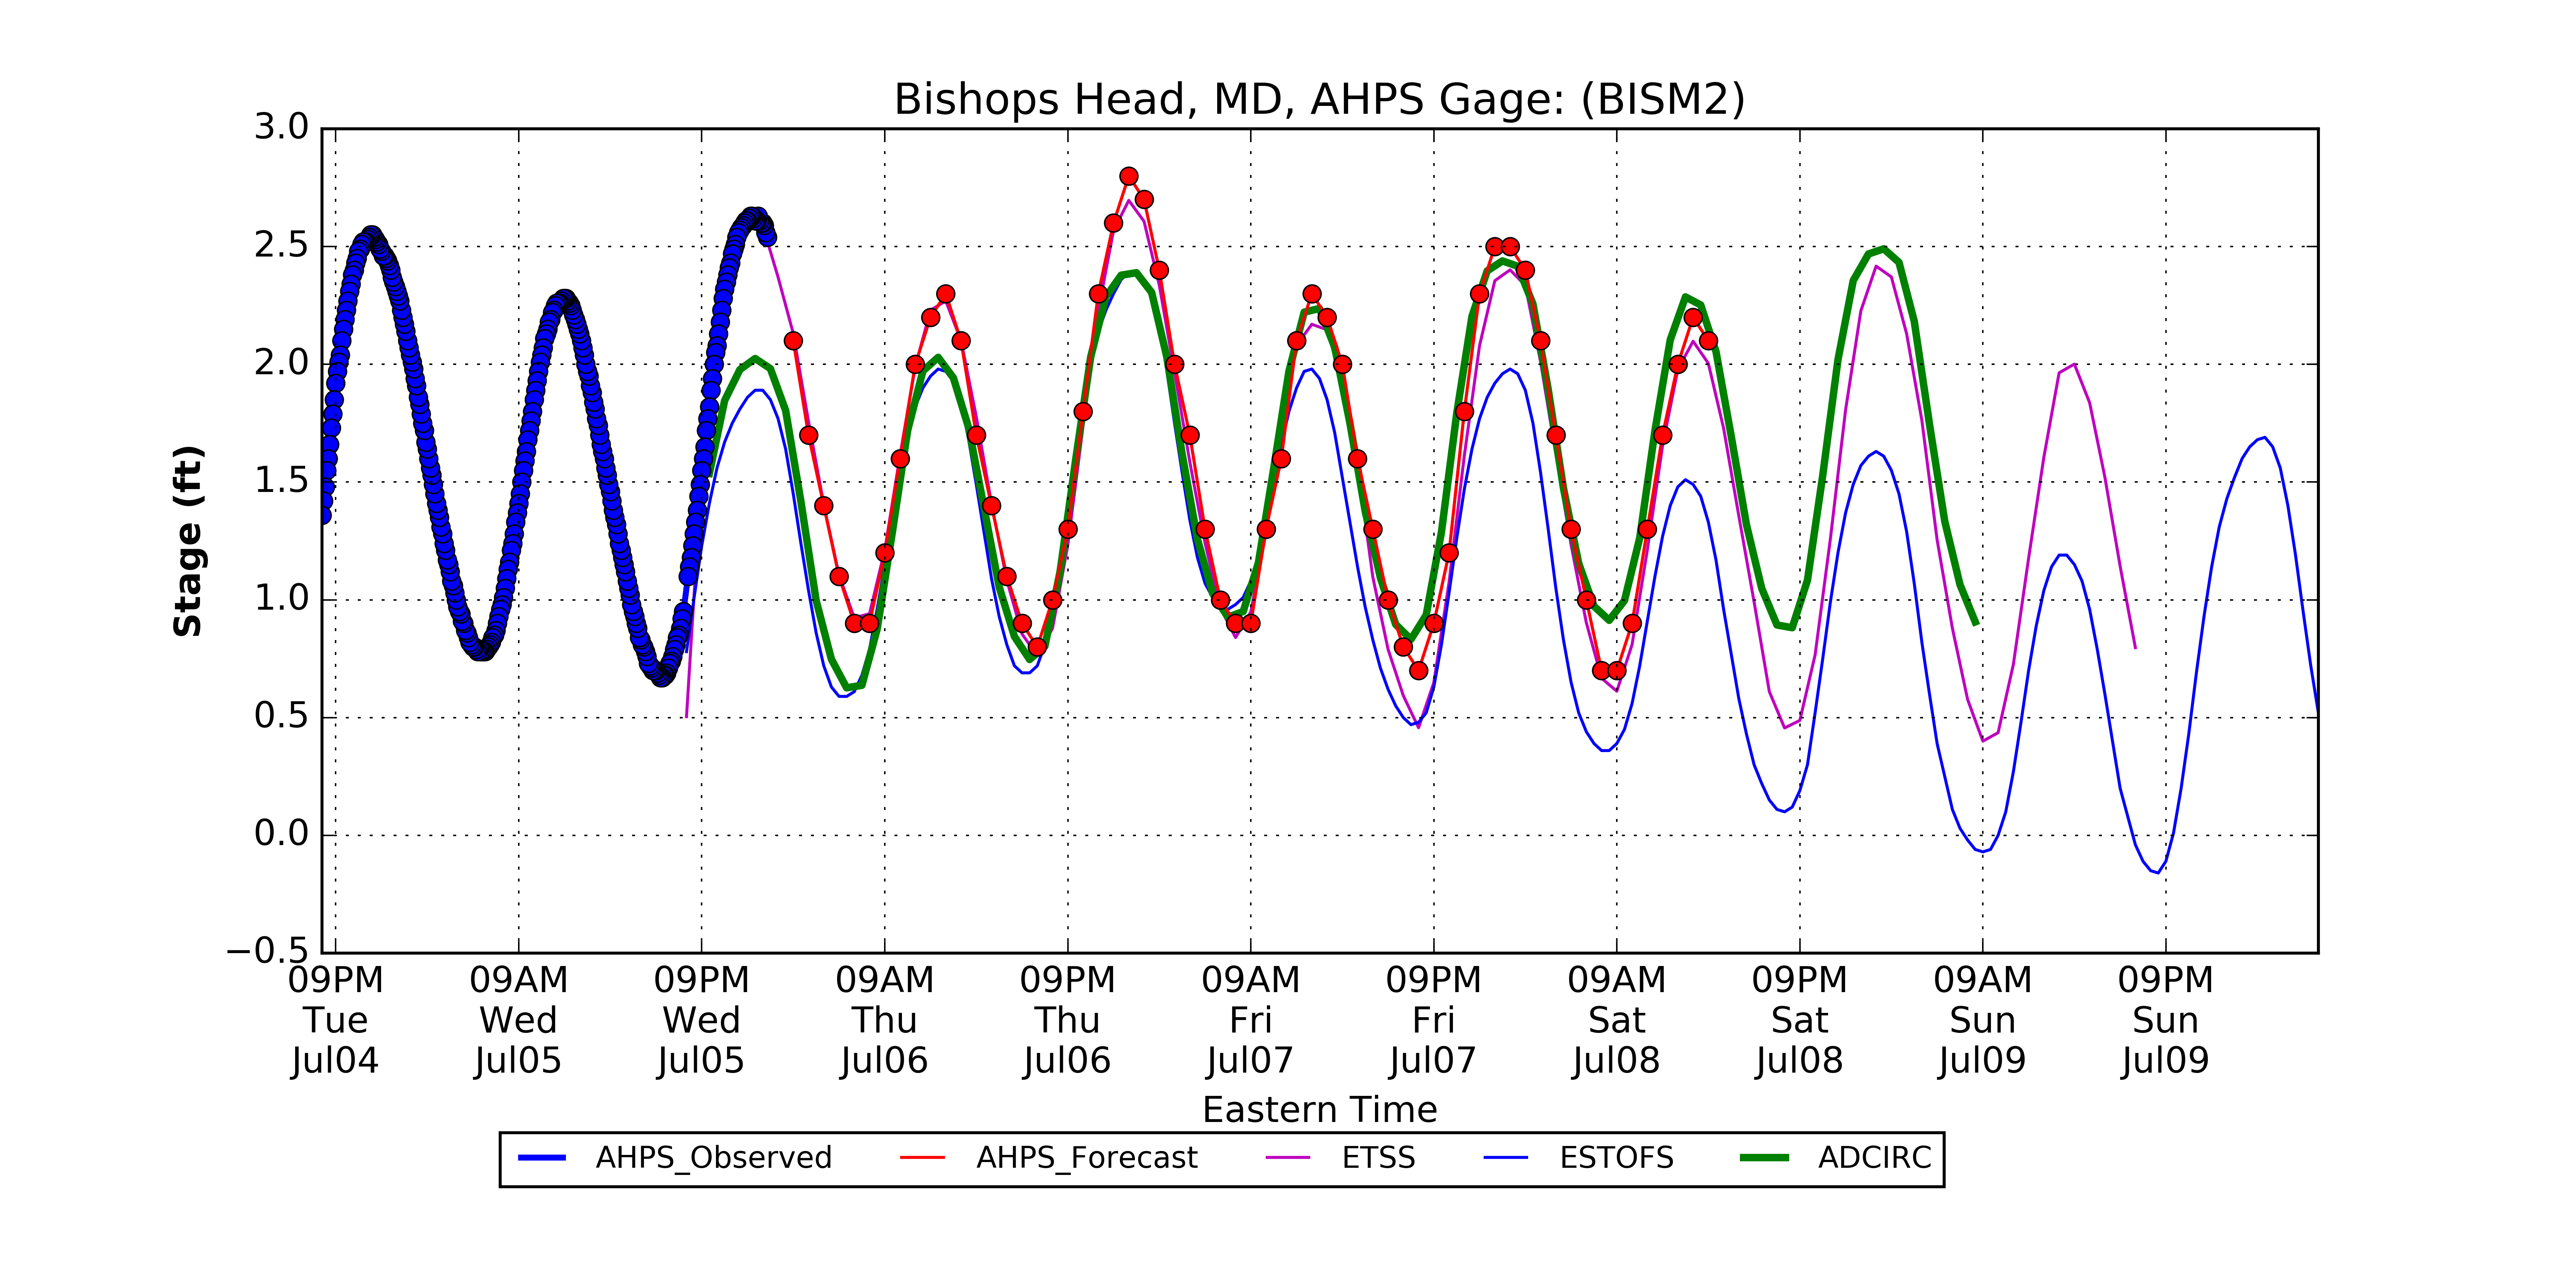 Bishops Head, MD, AHPS Gage: (BISM2)
Stage (ft)
3.0
2.5
2.0
1.5
1.0
0.5
0.0
−0.5
09PM 09AM 09PM 09AM 09PM 09AM 09PM 09AM 09PM 09AM 09PM
Tue Wed Wed Thu Thu Fri Fri Sat Sat Sun Sun
Jul04 Jul05 Jul05 Jul06 Jul06 Jul07 Jul07 Jul08 Jul08 Jul09 Jul09
Eastern Time
AHPS_Observed AHPS_Forecast ETSS ESTOFS ADCIRC